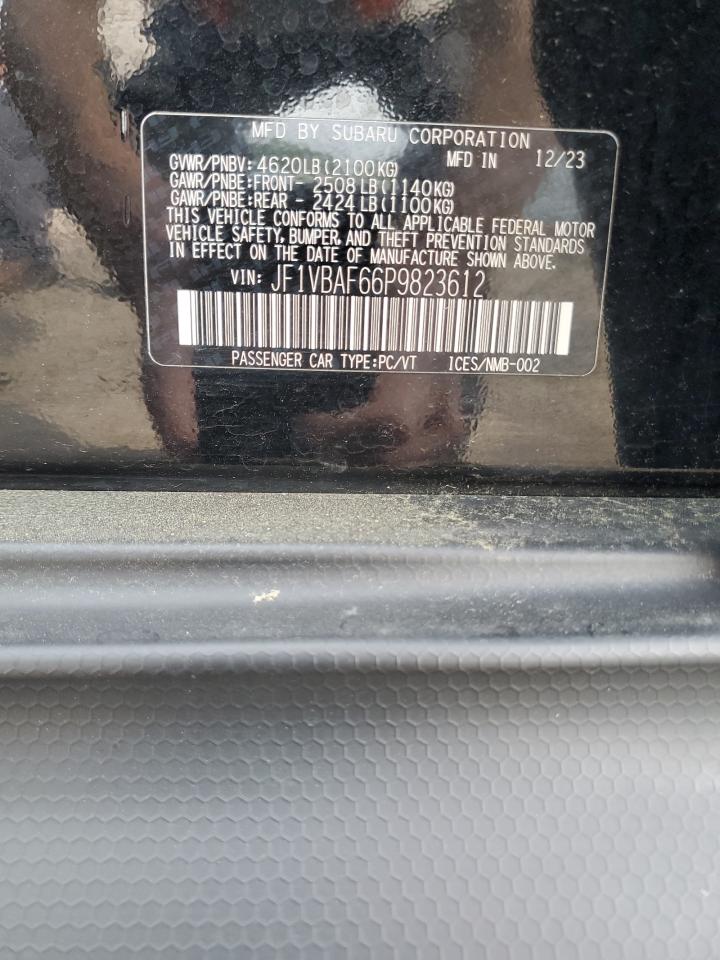 MFD BY SUBARU CORPORATION
GVWR/PNBV: 4620LB(2100KG) MFD IN 12/23
GAWR/PNBE:FRONT- 2508 LB(1140KG)
GAWR/PNBE:REAR - 2424 LB(1100KG)
THIS VEHICLE CONFORMS TO ALL APPLICABLE FEDERAL MOTOR
VEHICLE SAFETY, BUMPER, AND THEFT PREVENTION STANDARDS
IN EFFECT ON THE DATE OF MANUFACTURE SHOWN ABOVE.
VIN: JF1VBAF66P9823612
PASSENGER CAR TYPE:PC/VT ICES/NMB-002